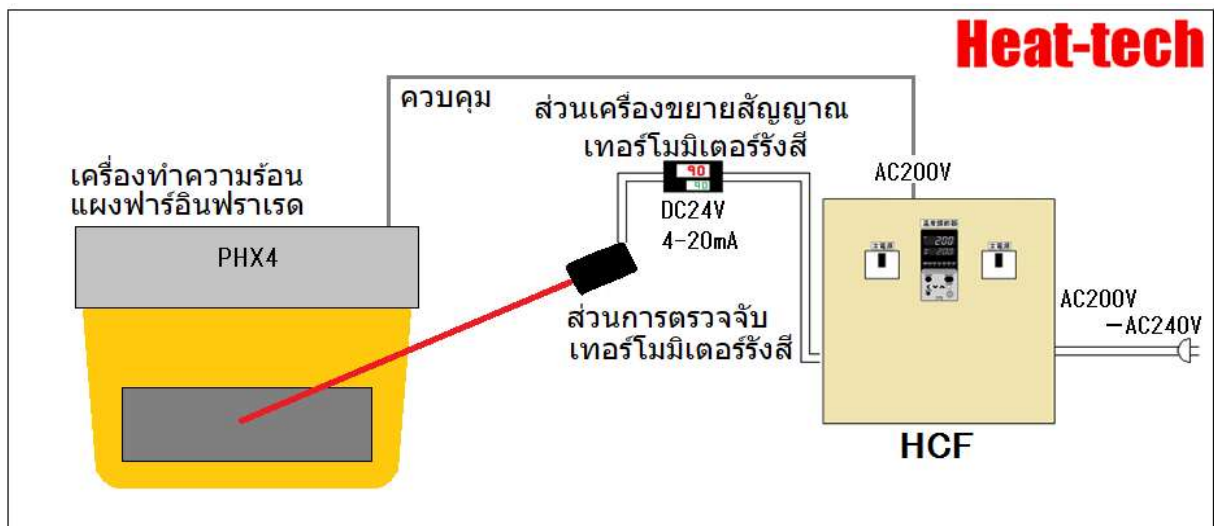 Heat-tech
ควบคุม
ส่วนเครื่องขยายสัญญาณ
เทอร์โมมิเตอร์รังสี
90
90
DC24V
4-20mA
เครื่องทำความร้อน
แผงฟาร์อินฟราเรด
PHX4
ส่วนการตรวจจับ
เทอร์โมมิเตอร์รังสี
AC200V
200
200
AC200V
-AC240V
HCF